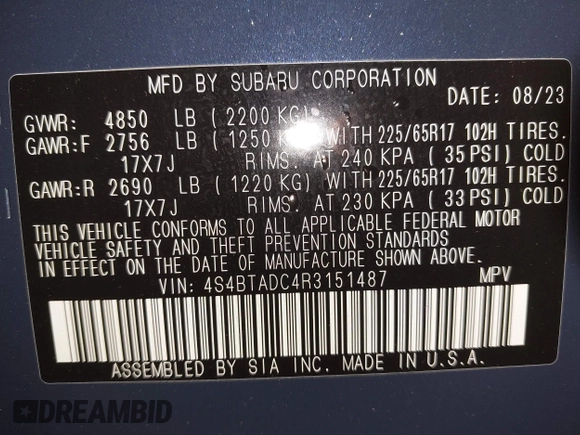 MFD BY SUBARU CORPORATION
DATE: 08/23
GVWR: 4850 LB (2200 KG)
GAWR:F 2756 LB (1250 KG) WITH 225/65R17 102H TIRES.
17X7J RIMS. AT 240 KPA (35 PSI) COLD
GAWR:R 2690 LB (1220 KG) WITH 225/65R17 102H TIRES.
17X7J RIMS. AT 230 KPA (33 PSI) COLD
THIS VEHICLE CONFORMS TO ALL APPLICABLE FEDERAL MOTOR
VEHICLE SAFETY AND THEFT PREVENTION STANDARDS
IN EFFECT ON THE DATE OF MANUFACTURE SHOWN ABOVE.
VIN: 4S4BTADC4R3151487 MPV
ASSEMBLED BY SIA INC. MADE IN U.S.A.
DREAMBID